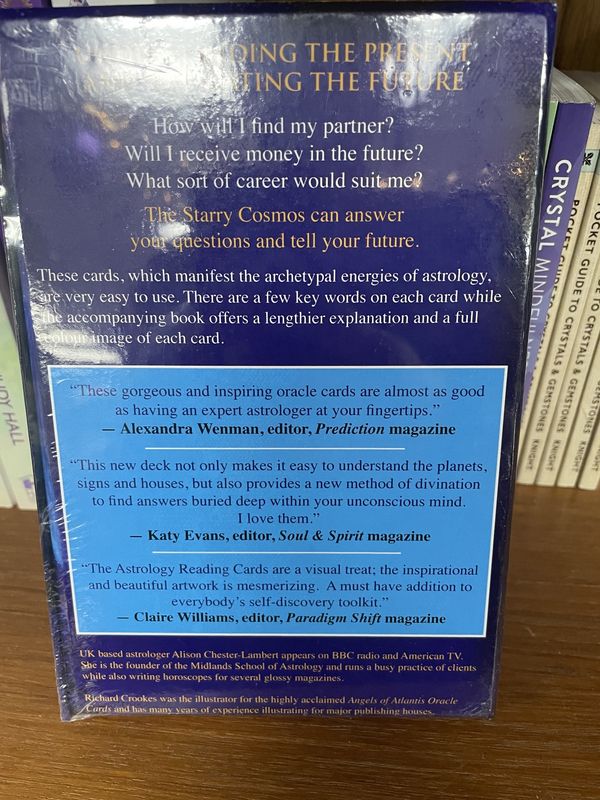 THE PRESENT
THE FUTURE
How will I find my partner?
Will I receive money in the future?
What sort of career would suit me?
The Starry Cosmos can answer
your questions and tell your future.
These cards, which manifest the archetypal energies of astrology,
are very easy to use. There are a few key words on each card while
the accompanying book offers a lengthier explanation and a full
colour image of each card.
“These gorgeous and inspiring oracle cards are almost as good
as having an expert astrologer at your fingertips.”
— Alexandra Wenman, editor, Prediction magazine
“This new deck not only makes it easy to understand the planets,
signs and houses, but also provides a new method of divination
to find answers buried deep within your unconscious mind.
I love them.”
— Katy Evans, editor, Soul & Spirit magazine
“The Astrology Reading Cards are a visual treat; the inspirational
and beautiful artwork is mesmerizing. A must have addition to
everybody’s self-discovery toolkit.”
— Claire Williams, editor, Paradigm Shift magazine
UK based astrologer Alison Chester-Lambert appears on BBC radio and American TV.
She is the founder of the Midlands School of Astrology and runs a busy practice of clients
while also writing horoscopes for several glossy magazines.
Richard Crookes was the illustrator for the highly acclaimed Angels of Atlantis Oracle
Cards and has many years of experience illustrating for major publishing houses.
JUDY HALL
CRYSTAL
POCKET GUIDE TO CRYSTALS & GEMSTONES KNIGHT
POCKET GUIDE TO CRYSTALS & GEMSTONES KNIGHT
CRYSTALS & GEMSTONES KNIGHT